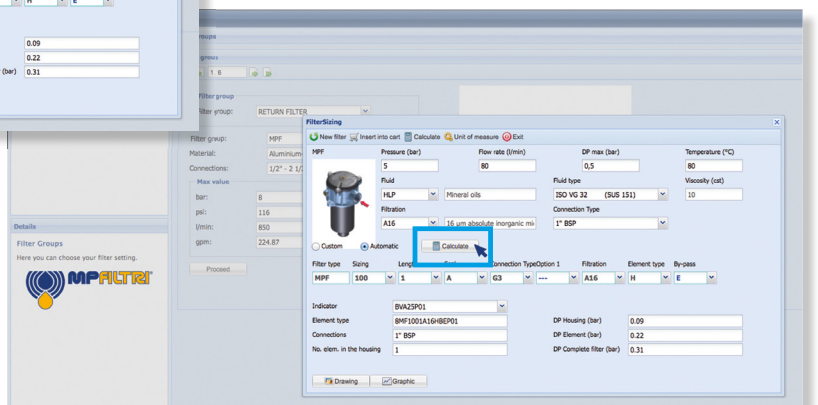 H E
0.09
0.22
(bar) 0.31
groups
1 8
Filter group
Filter group: RETURN FILTER
Filter group: MPF
Material: Aluminium-
Connections: 1/2" - 2 1/
Max value
bar: 8
psi: 116
l/min: 850
gpm: 224.87
Proceed
Details
Filter Groups
Here you can choose your filter setting.
MPFILTRI®
FilterSizing
New filter Insert into cart Calculate Unit of measure Exit
MPF Pressure (bar) Flow rate (l/min) DP max (bar) Temperature (°C)
5 80 0,5 80
Fluid Fluid type Viscosity (cst)
HLP Mineral oils ISO VG 32 (SUS 151) 10
Filtration Connection Type
A16 16 µm absolute inorganic mi 1" BSP
Custom Automatic Calculate
Filter type Sizing Connection Type Option 1 Filtration Element type By-pass
MPF 100 1 A G3 --- A16 H E
Indicator BVA25P01
Element type 8MF1001A16HBEP01 DP Housing (bar) 0.09
Connections 1" BSP DP Element (bar) 0.22
No. elem. in the housing 1 DP Complete filter (bar) 0.31
Drawing Graphic